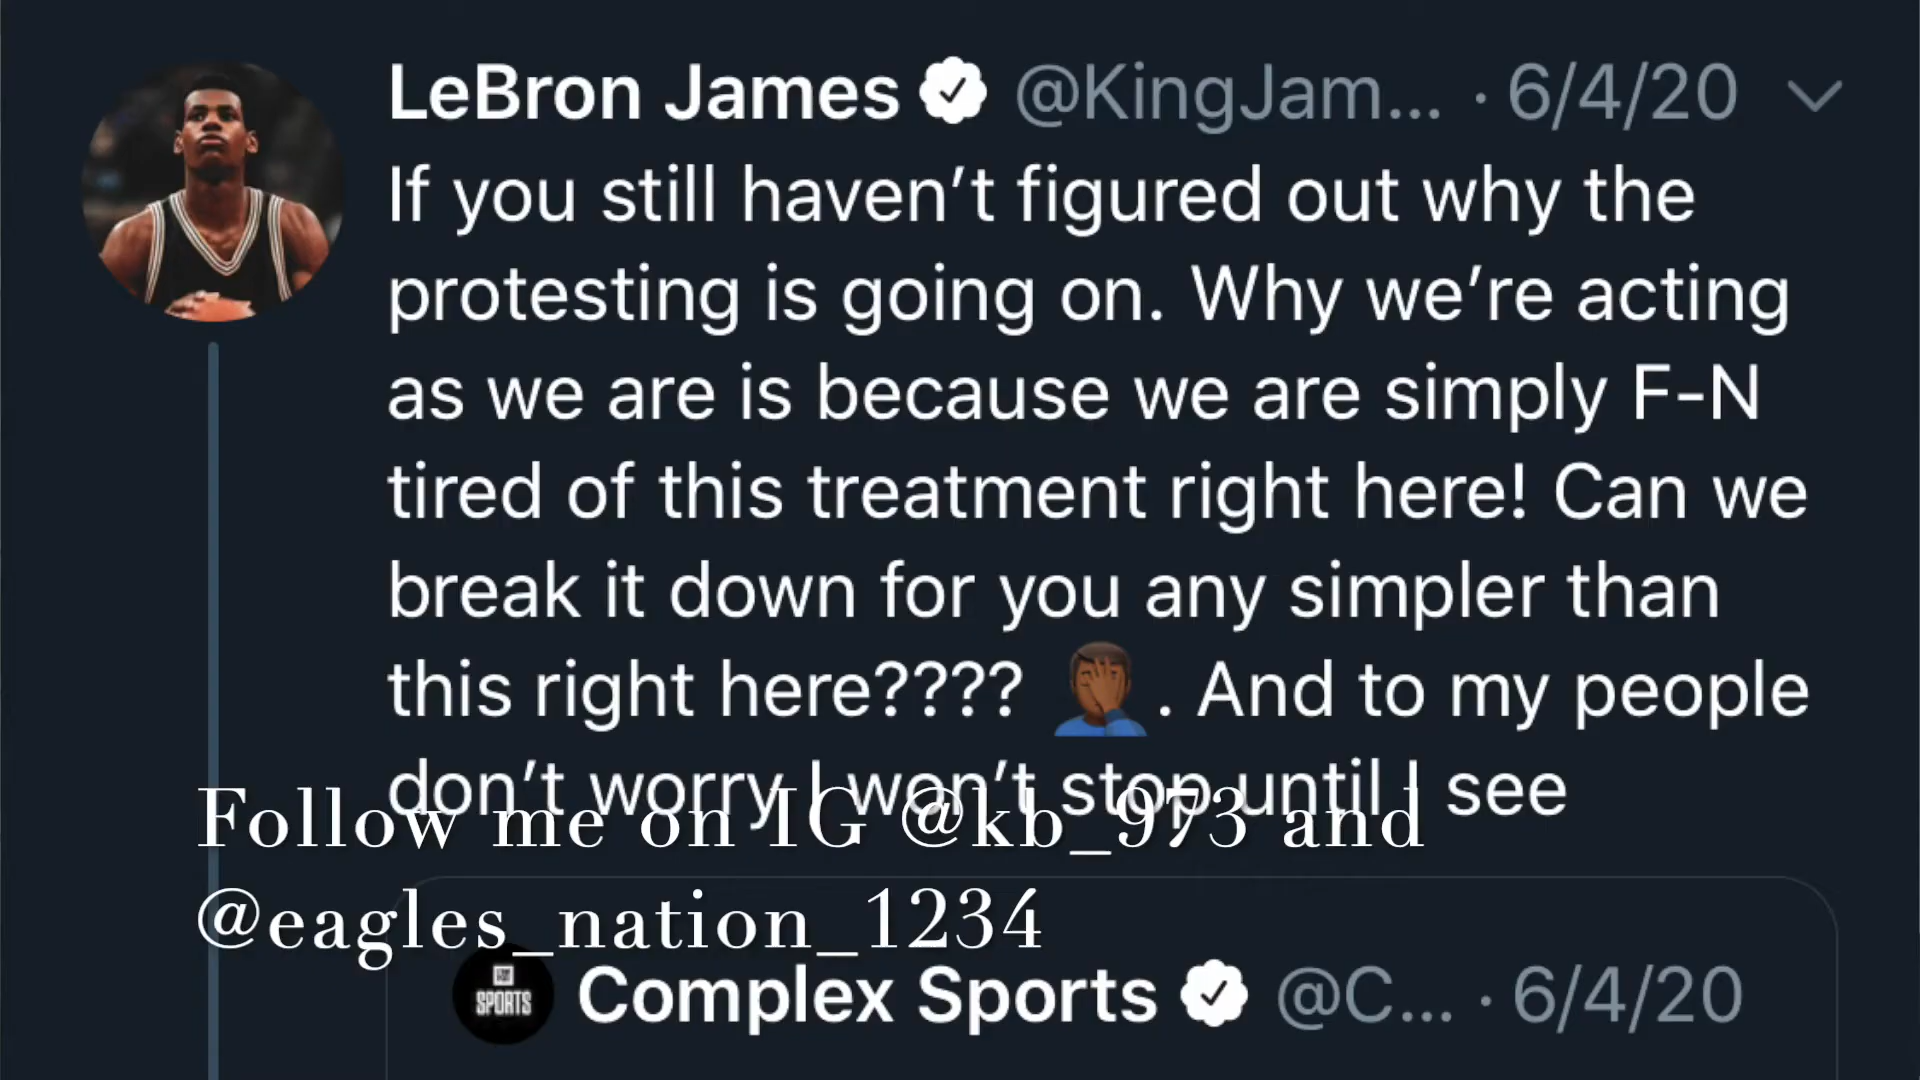 LeBron James @KingJam... · 6/4/20
If you still haven't figured out why the
protesting is going on. Why we're acting
as we are is because we are simply F-N
tired of this treatment right here! Can we
break it down for you any simpler than
this right here???? 🤦🏾‍♂️. And to my people
don't worry I won't stop until I see
Follow me on IG @kb_973 and
@eagles_nation_1234
SPORTS
Complex Sports @C... · 6/4/20